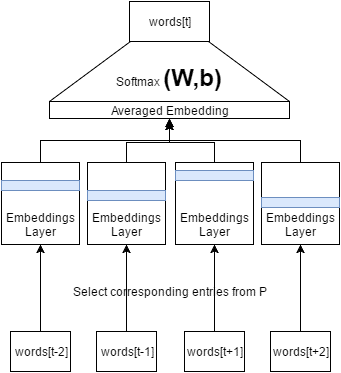 words[t]
Softmax (W,b)
Averaged Embedding
Embeddings Layer
Embeddings Layer
Embeddings Layer
Embeddings Layer
Select corresponding entries from P
words[t-2]
words[t-1]
words[t+1]
words[t+2]